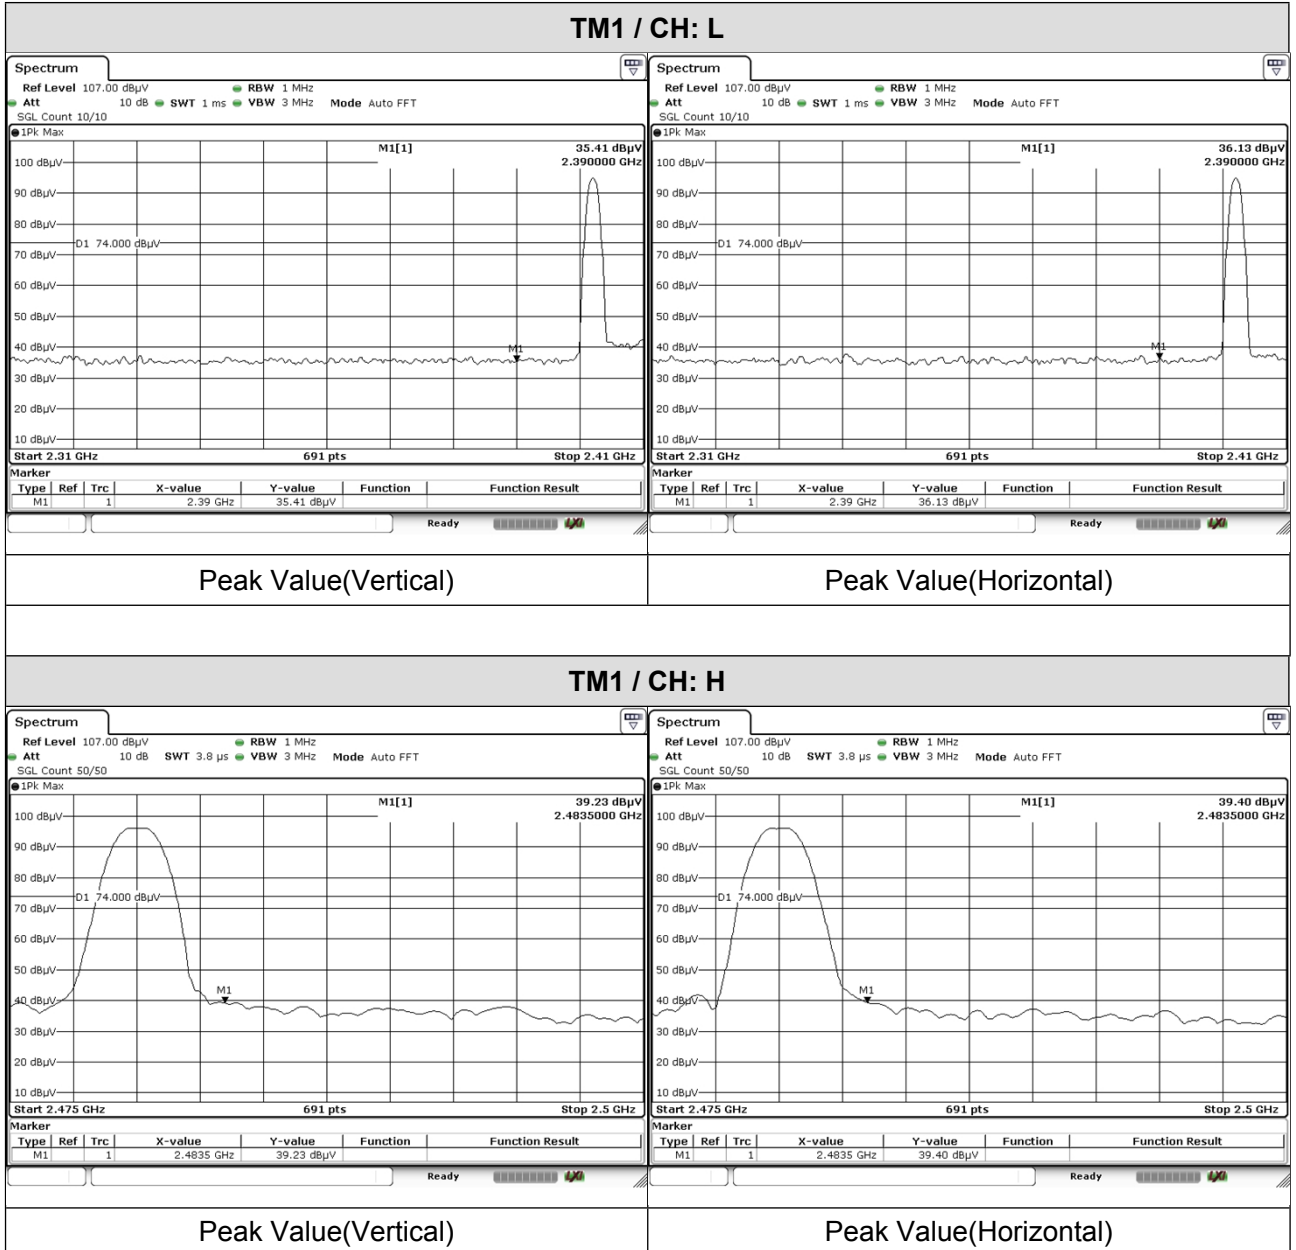 TM1 / CH: L
Spectrum
Ref Level 107.00 dBµV RBW 1 MHz
Att 10 dB SWT 1 ms VBW 3 MHz Mode Auto FFT
SGL Count 10/10
1Pk Max
M1[1] 35.41 dBµV
2.390000 GHz
100 dBµV
90 dBµV
80 dBµV
D1 74.000 dBµV
70 dBµV
60 dBµV
50 dBµV
40 dBµV
M1
30 dBµV
20 dBµV
10 dBµV
Start 2.31 GHz 691 pts Stop 2.41 GHz
Marker
Type Ref Trc X-value Y-value Function Function Result
M1 1 2.39 GHz 35.41 dBµV
Ready LXI
Peak Value(Vertical)
Spectrum
Ref Level 107.00 dBµV RBW 1 MHz
Att 10 dB SWT 1 ms VBW 3 MHz Mode Auto FFT
SGL Count 10/10
1Pk Max
M1[1] 36.13 dBµV
2.390000 GHz
100 dBµV
90 dBµV
80 dBµV
D1 74.000 dBµV
70 dBµV
60 dBµV
50 dBµV
40 dBµV
M1
30 dBµV
20 dBµV
10 dBµV
Start 2.31 GHz 691 pts Stop 2.41 GHz
Marker
Type Ref Trc X-value Y-value Function Function Result
M1 1 2.39 GHz 36.13 dBµV
Ready LXI
Peak Value(Horizontal)
TM1 / CH: H
Spectrum
Ref Level 107.00 dBµV RBW 1 MHz
Att 10 dB SWT 3.8 µs VBW 3 MHz Mode Auto FFT
SGL Count 50/50
1Pk Max
M1[1] 39.23 dBµV
2.4835000 GHz
100 dBµV
90 dBµV
80 dBµV
D1 74.000 dBµV
70 dBµV
60 dBµV
50 dBµV
M1
40 dBµV
30 dBµV
20 dBµV
10 dBµV
Start 2.475 GHz 691 pts Stop 2.5 GHz
Marker
Type Ref Trc X-value Y-value Function Function Result
M1 1 2.4835 GHz 39.23 dBµV
Ready LXI
Peak Value(Vertical)
Spectrum
Ref Level 107.00 dBµV RBW 1 MHz
Att 10 dB SWT 3.8 µs VBW 3 MHz Mode Auto FFT
SGL Count 50/50
1Pk Max
M1[1] 39.40 dBµV
2.4835000 GHz
100 dBµV
90 dBµV
80 dBµV
D1 74.000 dBµV
70 dBµV
60 dBµV
50 dBµV
M1
40 dBµV
30 dBµV
20 dBµV
10 dBµV
Start 2.475 GHz 691 pts Stop 2.5 GHz
Marker
Type Ref Trc X-value Y-value Function Function Result
M1 1 2.4835 GHz 39.40 dBµV
Ready LXI
Peak Value(Horizontal)